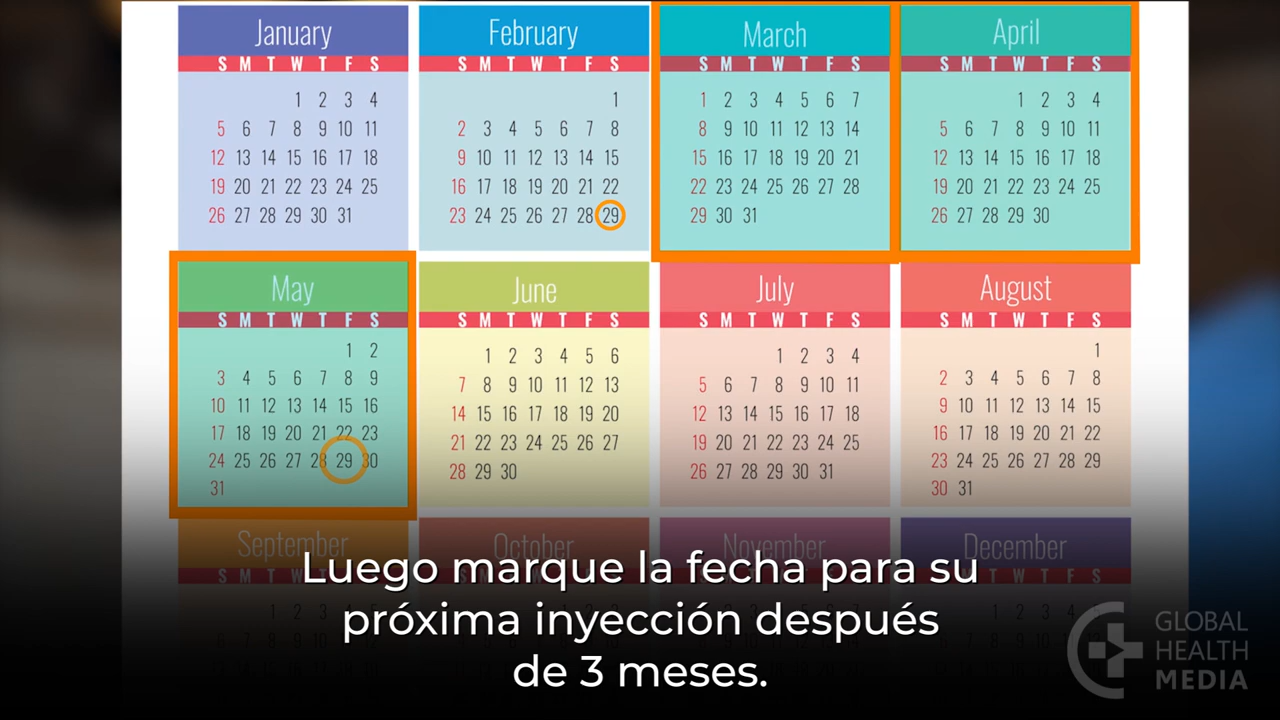 January February March April
S M T W T F S S M T W T F S S M T W T F S S M T W T F S
1 2 3 4 1 1 2 3 4 5 6 7 1 2 3 4
5 6 7 8 9 10 11 2 3 4 5 6 7 8 8 9 10 11 12 13 14 5 6 7 8 9 10 11
12 13 14 15 16 17 18 9 10 11 12 13 14 15 15 16 17 18 19 20 21 12 13 14 15 16 17 18
19 20 21 22 23 24 25 16 17 18 19 20 21 22 22 23 24 25 26 27 28 19 20 21 22 23 24 25
26 27 28 29 30 31 23 24 25 26 27 28 29 29 30 31 26 27 28 29 30
May June July August
S M T W T F S S M T W T F S S M T W T F S S M T W T F S
1 2 1 2 3 4 5 6 1 2 3 4 1
3 4 5 6 7 8 9 7 8 9 10 11 12 13 5 6 7 8 9 10 11 2 3 4 5 6 7 8
10 11 12 13 14 15 16 14 15 16 17 18 19 20 12 13 14 15 16 17 18 9 10 11 12 13 14 15
17 18 19 20 21 22 23 21 22 23 24 25 26 27 19 20 21 22 23 24 25 16 17 18 19 20 21 22
24 25 26 27 28 29 30 28 29 30 26 27 28 29 30 31 23 24 25 26 27 28 29
31 30 31
September October November December
Luego marque la fecha para su
próxima inyección después
de 3 meses.
GLOBAL
HEALTH
MEDIA